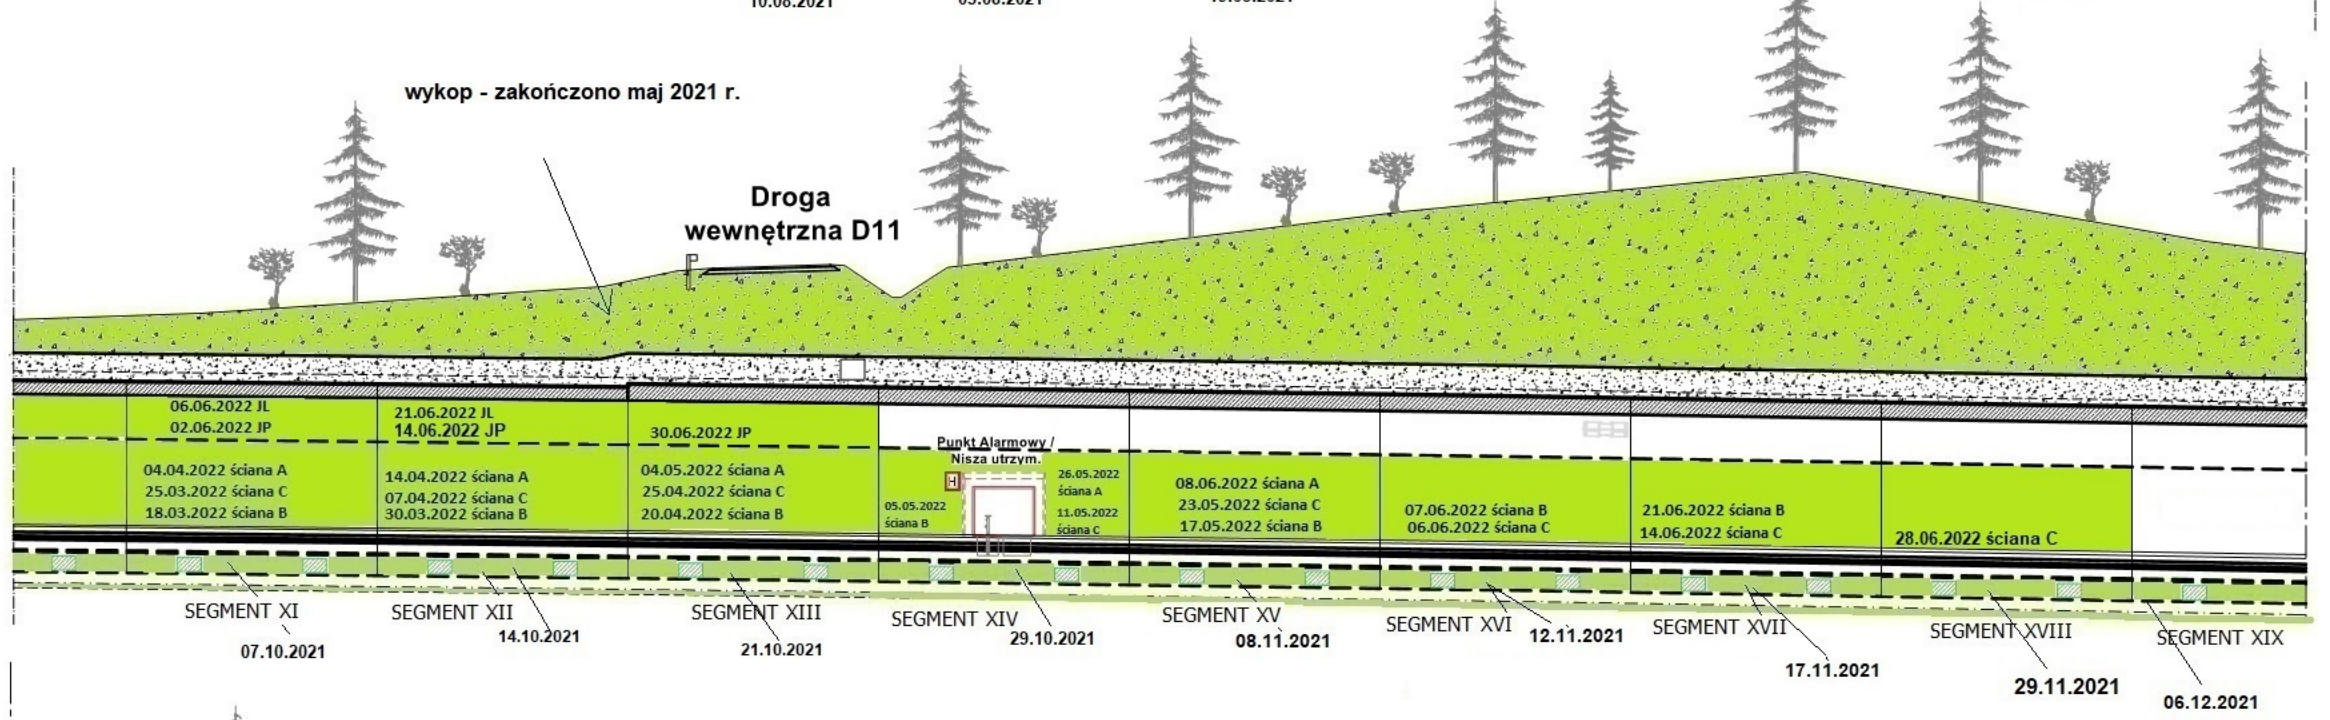 10.08.2021
wykop - zakończono maj 2021 r.
Droga
wewnętrzna D11
06.06.2022 JL
02.06.2022 JP
04.04.2022 ściana A
25.03.2022 ściana C
18.03.2022 ściana B
21.06.2022 JL
14.06.2022 JP
14.04.2022 ściana A
07.04.2022 ściana C
30.03.2022 ściana B
30.06.2022 JP
04.05.2022 ściana A
25.04.2022 ściana C
20.04.2022 ściana B
Punkt Alarmowy /
Nisza utrzym.
H
05.05.2022
ściana B
26.05.2022
ściana A
11.05.2022
ściana C
08.06.2022 ściana A
23.05.2022 ściana C
17.05.2022 ściana B
07.06.2022 ściana B
06.06.2022 ściana C
21.06.2022 ściana B
14.06.2022 ściana C
28.06.2022 ściana C
SEGMENT XI
SEGMENT XII
SEGMENT XIII
SEGMENT XIV
SEGMENT XV
SEGMENT XVI
SEGMENT XVII
SEGMENT XVIII
SEGMENT XIX
07.10.2021
14.10.2021
21.10.2021
29.10.2021
08.11.2021
12.11.2021
17.11.2021
29.11.2021
06.12.2021